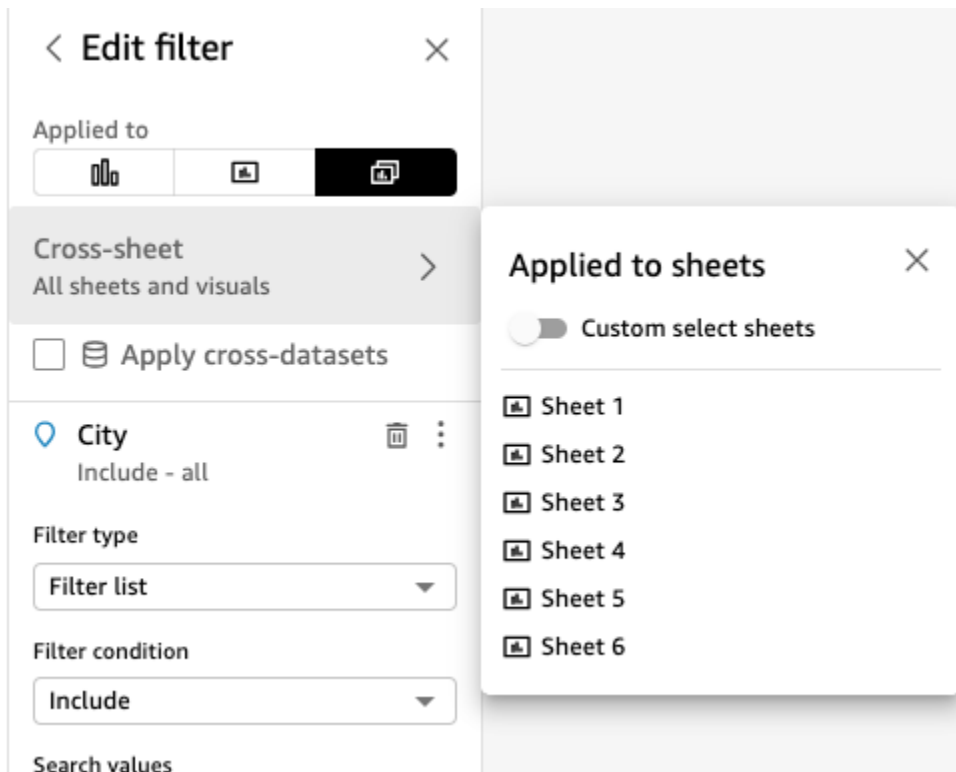 Edit filter
Applied to
Cross-sheet
All sheets and visuals
Apply cross-datasets
City
Include - all
Filter type
Filter list
Filter condition
Include
Search values
Applied to sheets
Custom select sheets
Sheet 1
Sheet 2
Sheet 3
Sheet 4
Sheet 5
Sheet 6